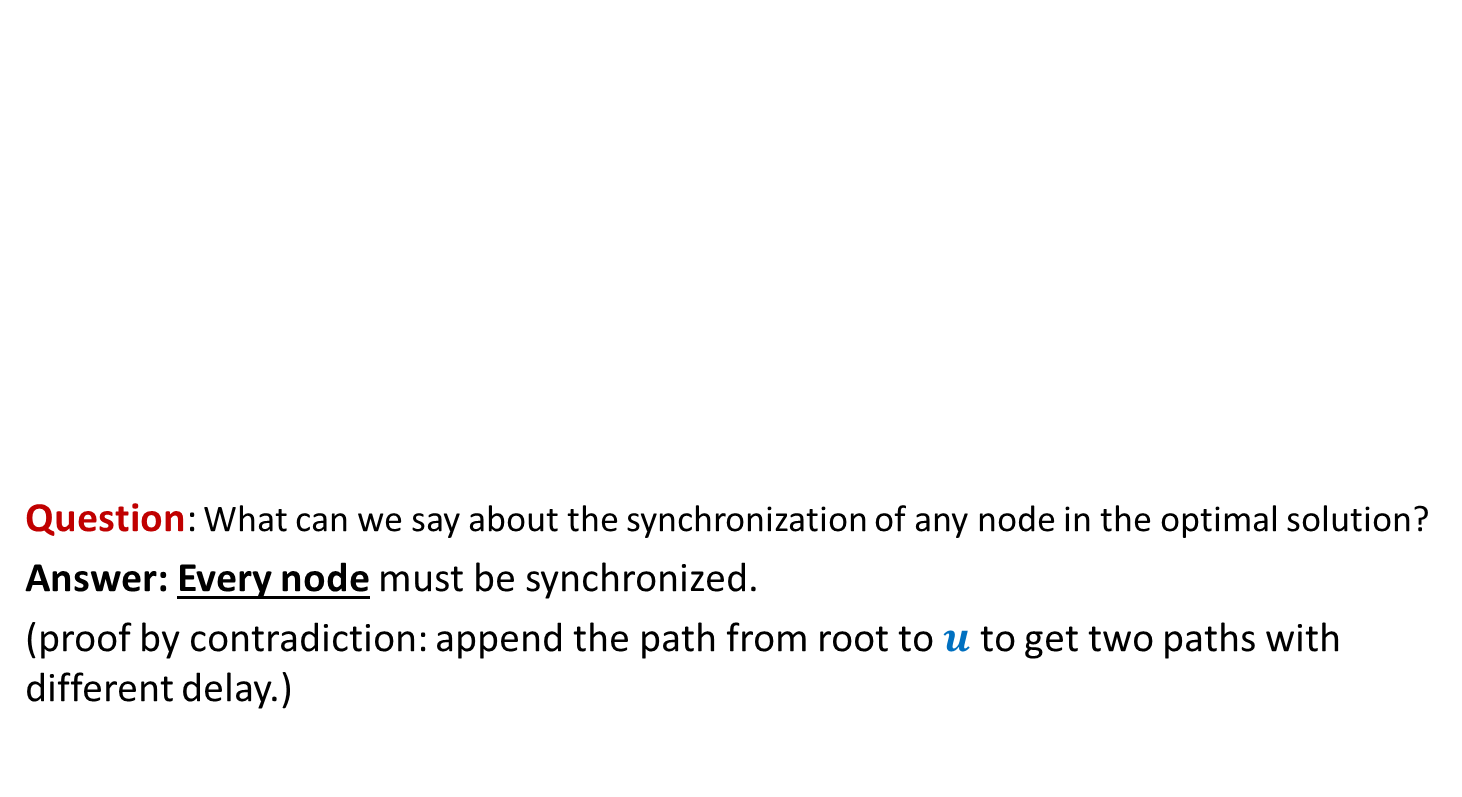 Question: What can we say about the synchronization of any node in the optimal solution?
Answer: Every node must be synchronized.
(proof by contradiction: append the path from root to u to get two paths with
different delay.)